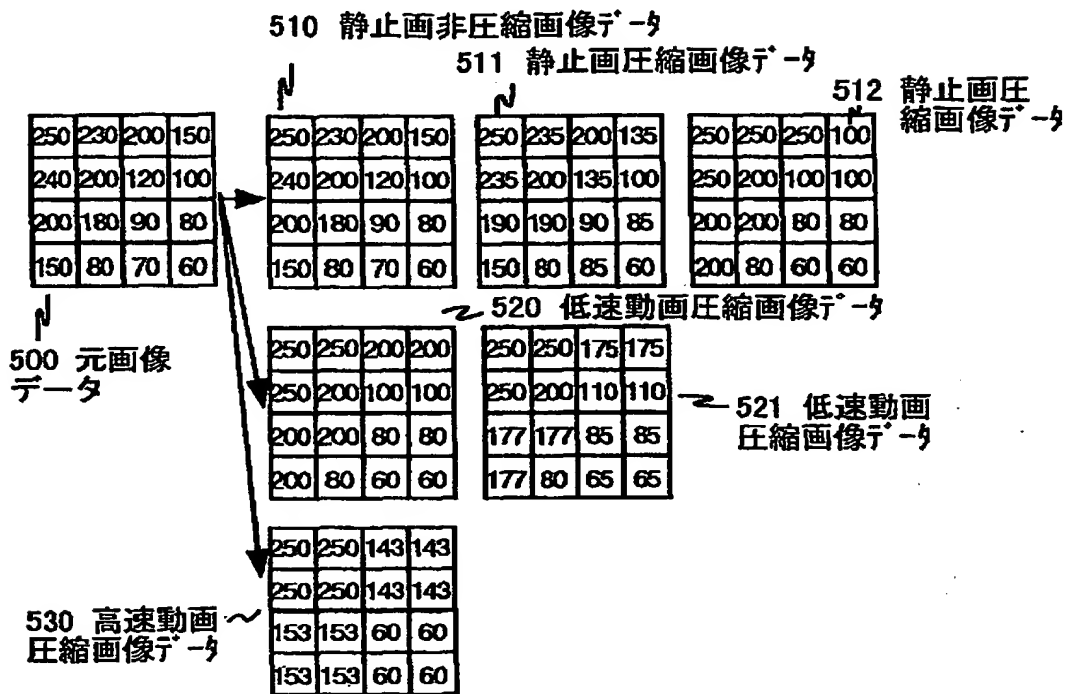 510 静止画非圧縮画像データ
511 静止画圧縮画像データ
512 静止画圧
縮画像データ
250 230 200 150
240 200 120 100
200 180 90 80
150 80 70 60
500 元画像
データ
250 230 200 150
240 200 120 100
200 180 90 80
150 80 70 60
250 235 200 135
235 200 135 100
190 190 90 85
150 80 85 60
250 250 250 100
250 200 100 100
200 200 80 80
200 80 60 60
520 低速動画圧縮画像データ
250 250 200 200
250 200 100 100
200 200 80 80
200 80 60 60
250 250 175 175
250 200 110 110
177 177 85 85
177 80 65 65
521 低速動画
圧縮画像データ
250 250 143 143
250 250 143 143
153 153 60 60
153 153 60 60
530 高速動画
圧縮画像データ